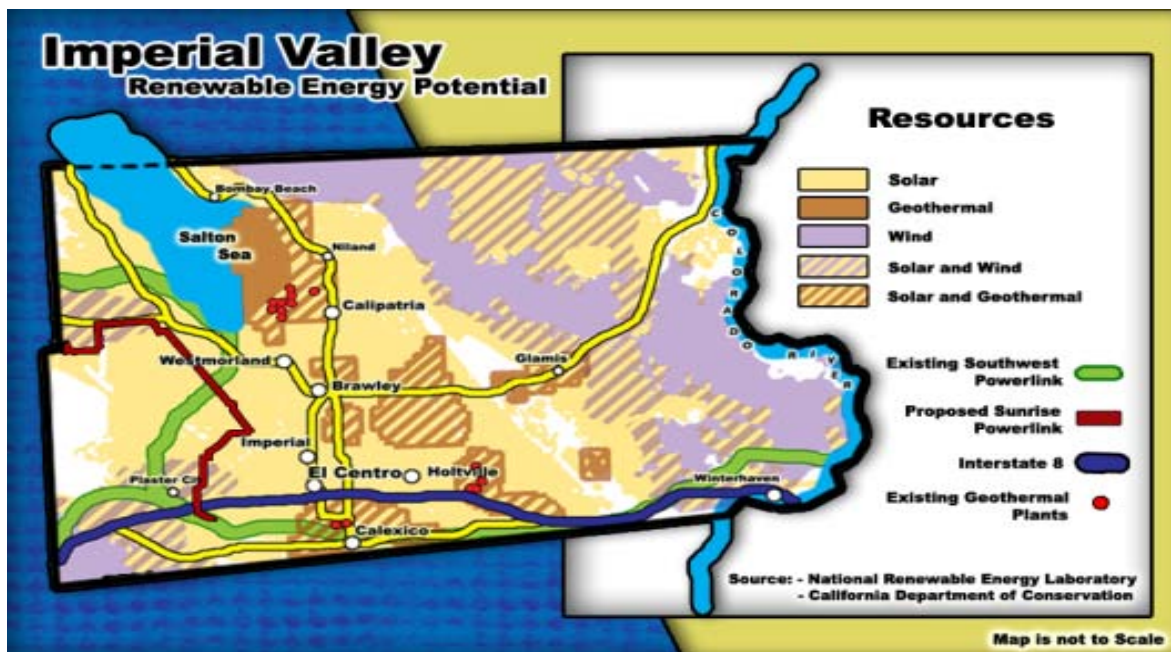 Imperial Valley
Renewable Energy Potential
Resources
Solar
Geothermal
Wind
Solar and Wind
Solar and Geothermal
Existing Southwest
Powerlink
Proposed Sunrise
Powerlink
Interstate 8
Existing Geothermal
Plants
Bombay Beach
Salton
Sea
Niland
Calipatria
Westmorland
Glamis
Brawley
Imperial
El Centro
Holtville
Plaster City
Winterhaven
Calexico
COLORADO RIVER
Source: - National Renewable Energy Laboratory
- California Department of Conservation
Map is not to Scale